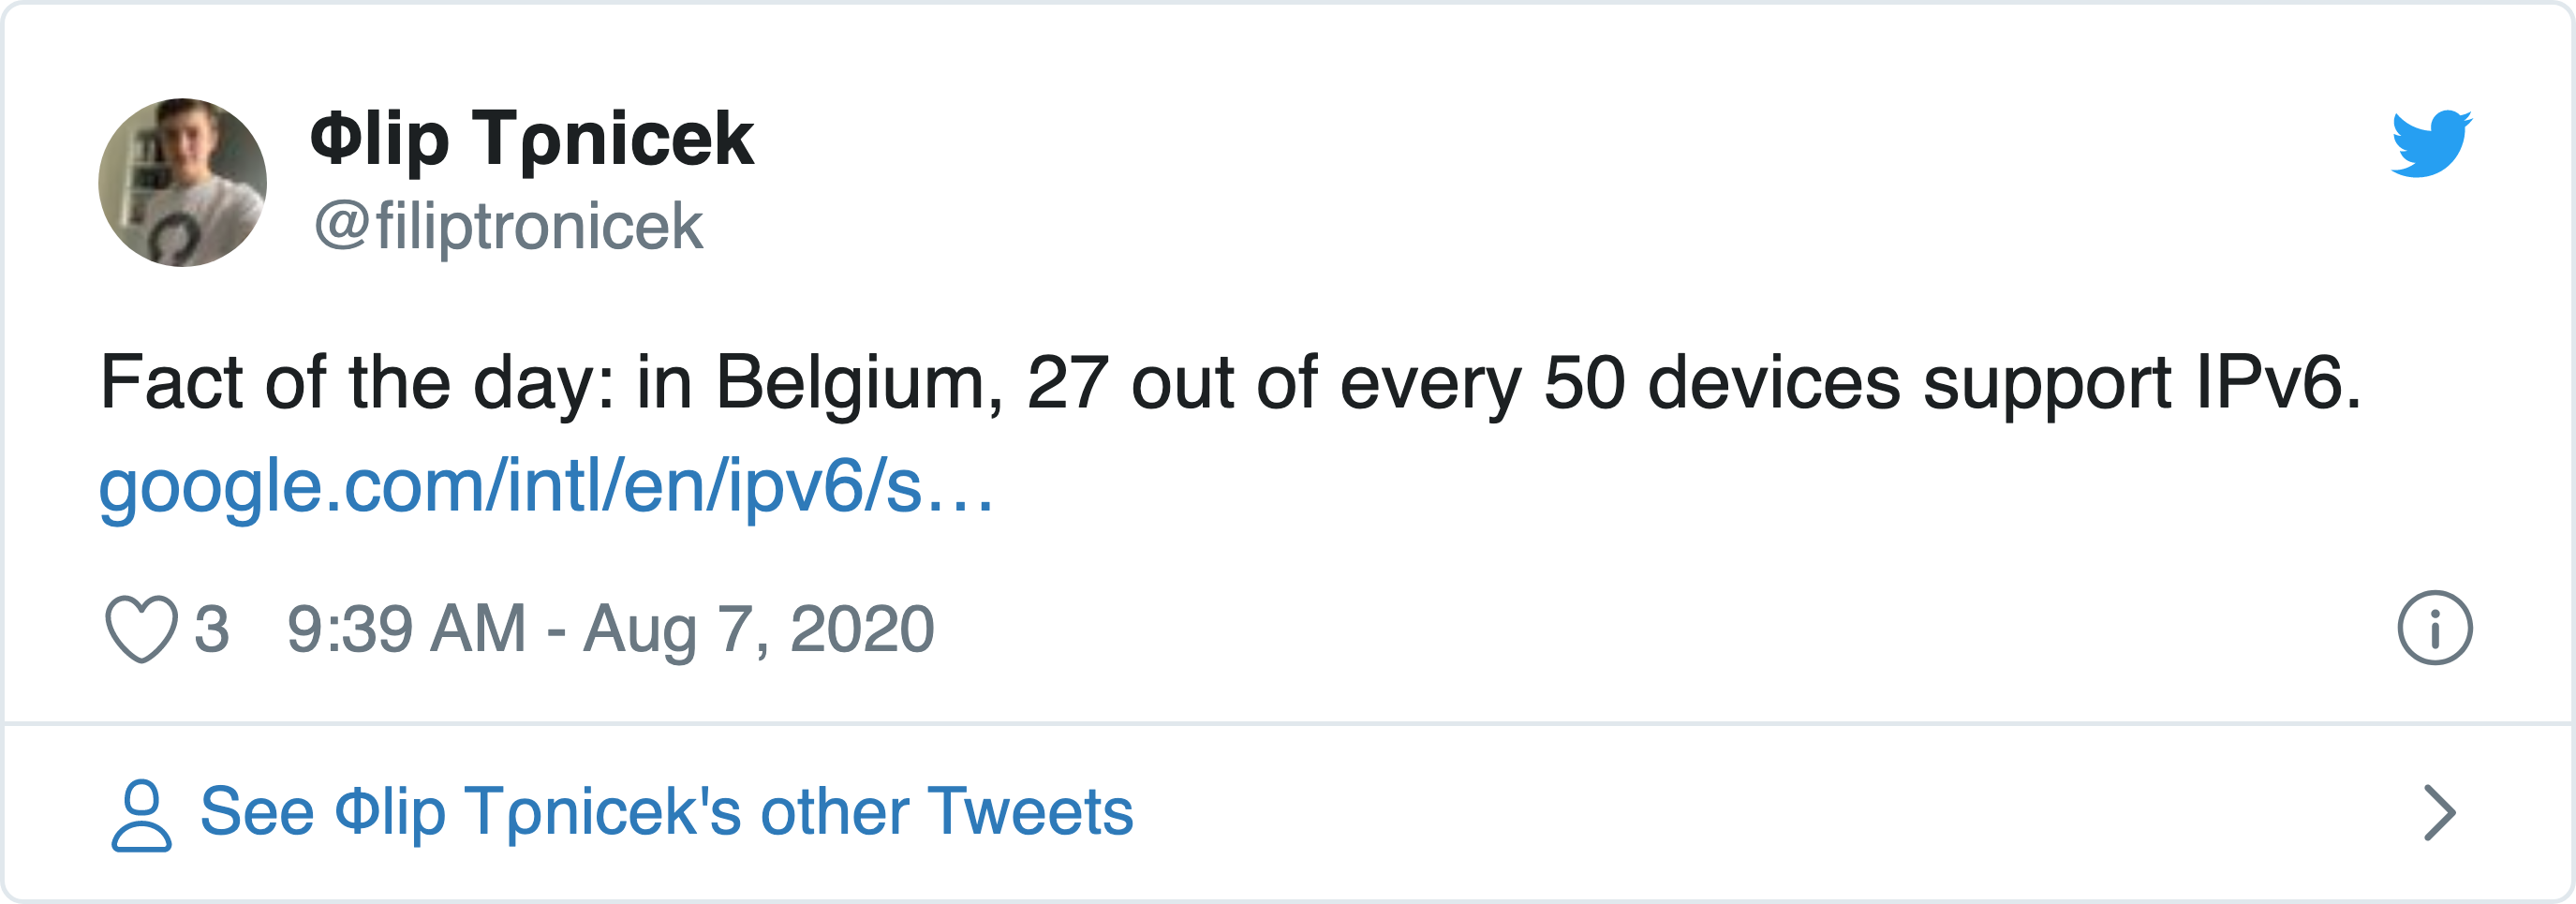 Φlip Tρnicek
@filiptronicek
Fact of the day: in Belgium, 27 out of every 50 devices support IPv6.
google.com/intl/en/ipv6/s…
3 9:39 AM - Aug 7, 2020
See Φlip Tρnicek's other Tweets